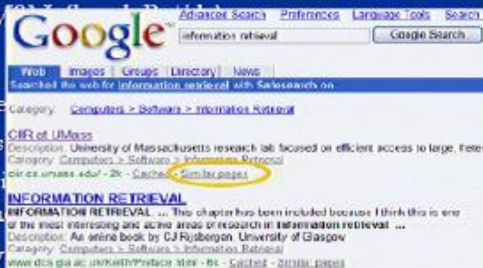 Advanced Search Preferences Language Tools Search
Google
information retrieval
Google Search
Web Images Groups Directory News
Searched the web for information retrieval with Safesearch on.
Category: Computers > Software > Information Retrieval
CIIR at UMass
Description: University of Massachusetts research lab focused on efficient access to large, hete
Category: Computers > Software > Information Retrieval
ciir.cs.umass.edu/ - 2k - Cached - Similar pages
INFORMATION RETRIEVAL
INFORMATION RETRIEVAL. ... This chapter has been included because I think this is one
of the most interesting and active areas of research in information retrieval. ...
Description: An online book by CJ Rijsbergen, University of Glasgow
Category: Computers > Software > Information Retrieval
www.dcs.gla.ac.uk/Keith/Preface.html - 6k - Cached - Similar pages